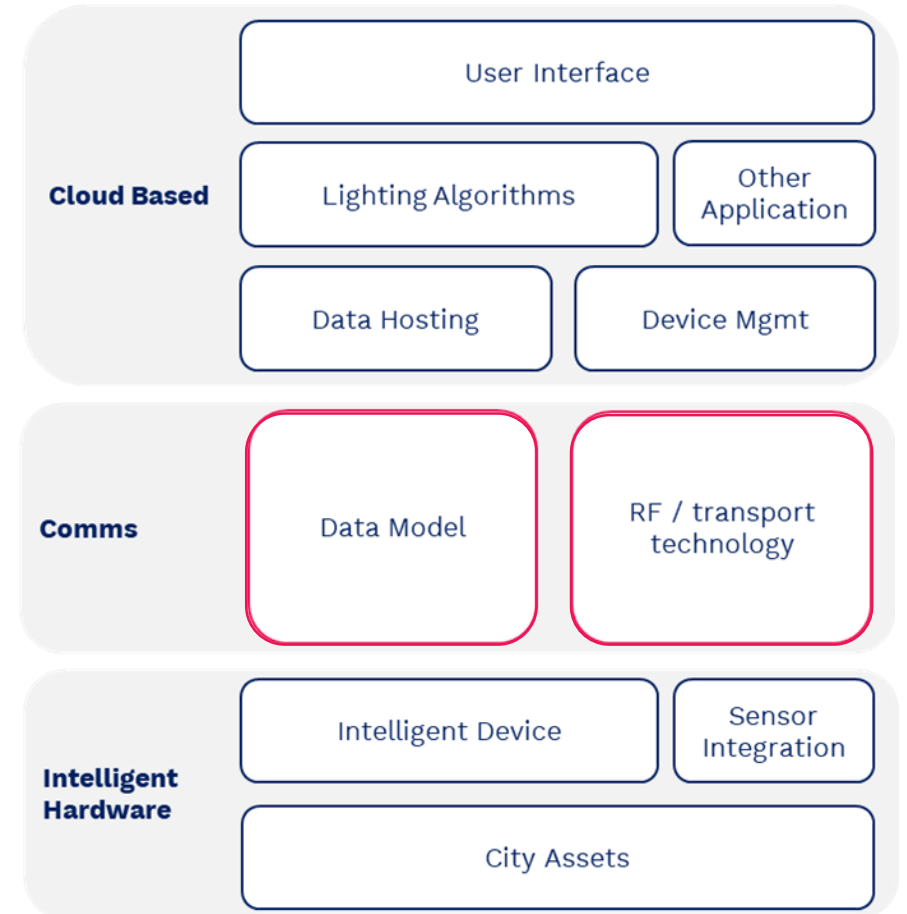 User Interface
Cloud Based
Lighting Algorithms
Other
Application
Data Hosting
Device Mgmt
Comms
Data Model
RF / transport
technology
Intelligent
Hardware
Intelligent Device
Sensor
Integration
City Assets